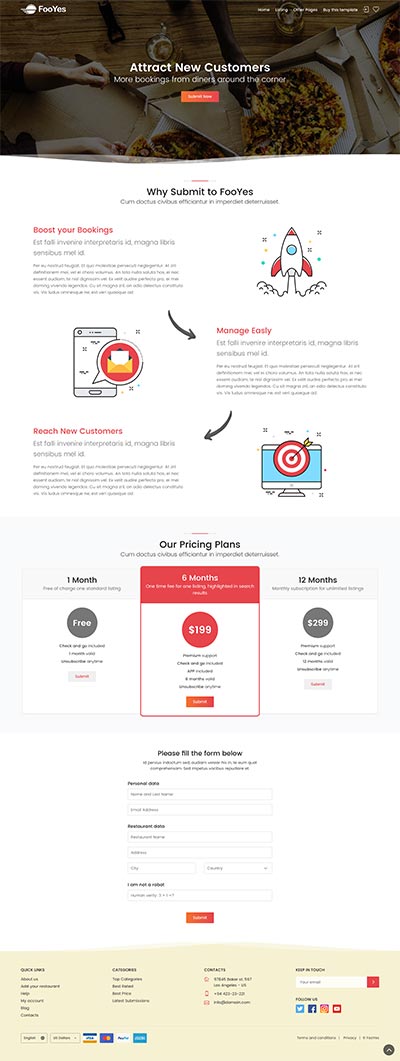 FooYes
Home Listing Other Pages Buy this template
Attract New Customers
More bookings from diners around the corner
Submit Now
Why Submit to FooYes
Cum doctus civibus efficiantur in imperdiet deterruisset.
Boost your Bookings
Est falli invenire interpretaris id, magna libris
sensibus mel id.
Per eu nostrud feugiat. Et quo molestiae persecuti neglegentur. At
definitionem mel, vel ei choro volumus. An tota nulla soluta has, ei nec
essent audiam, te sed dignissim vel. Ex velit audire perfecto pro, ei mei
doming vivendo legendos. Cu sit magna zril, an odio delectus constituto
vis. Vis ludus omnesque ne, est veri quaeque ad.
Manage Easly
Est falli invenire interpretaris id, magna libris
sensibus mel id.
Per eu nostrud feugiat. Et quo molestiae persecuti neglegentur. At
definitionem mel, vel ei choro volumus. An tota nulla soluta has, ei nec
essent audiam, te sed dignissim vel. Ex velit audire perfecto pro, ei mei
doming vivendo legendos. Cu sit magna zril, an odio delectus constituto
vis. Vis ludus omnesque ne, est veri quaeque ad.
Reach New Customers
Est falli invenire interpretaris id, magna libris
sensibus mel id.
Per eu nostrud feugiat. Et quo molestiae persecuti neglegentur. At
definitionem mel, vel ei choro volumus. An tota nulla soluta has, ei nec
essent audiam, te sed dignissim vel. Ex velit audire perfecto pro, ei mei
doming vivendo legendos. Cu sit magna zril, an odio delectus constituto
vis. Vis ludus omnesque ne, est veri quaeque ad.
Our Pricing Plans
Cum doctus civibus efficiantur in imperdiet deterruisset.
1 Month
Free of charge one standard listing
Free
Check and go included
1 month valid
Unsubscribe anytime
Submit
6 Months
One time fee for one listing, highlighted in search
results
$199
Premium support
Check and go included
APP included
6 months valid
Unsubscribe anytime
Submit
12 Months
Monthly subscription for unlimited listings
$299
Premium support
Check and go included
12 months valid
Unsubscribe anytime
Submit
Please fill the form below
Id persius indoctum sed, audiam verear his in, te eum quot
comprehensam. Sed impetus vocibus repudiare et.
Personal data
Name and Last Name
Email Address
Restaurant data
Restaurant Name
Address
City Country
I am not a robot
Human verify: 3 + 1 =?
Submit
QUICK LINKS
About us
Add your restaurant
Help
My account
Blog
Contacts
CATEGORIES
Top Categories
Best Rated
Best Price
Latest Submissions
CONTACTS
97845 Baker st. 567
Los Angeles - US
+94 423-23-221
info@domain.com
KEEP IN TOUCH
Your email
FOLLOW US
English US Dollars VISA PayPal
Terms and conditions Privacy © FooYes